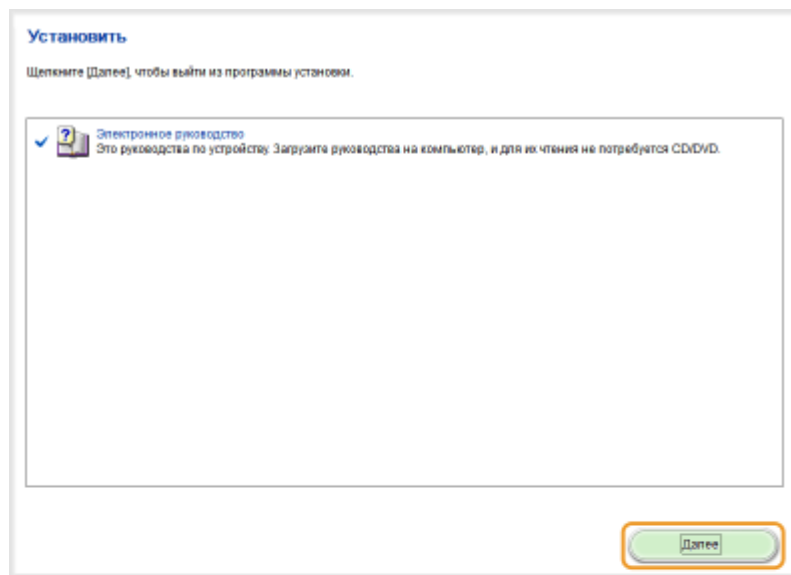 Установить
Щелкните [Далее], чтобы выйти из программы установки.
Электронное руководство
Это руководства по устройству. Загрузите руководства на компьютер, и для их чтения не потребуется CD/DVD.
Далее